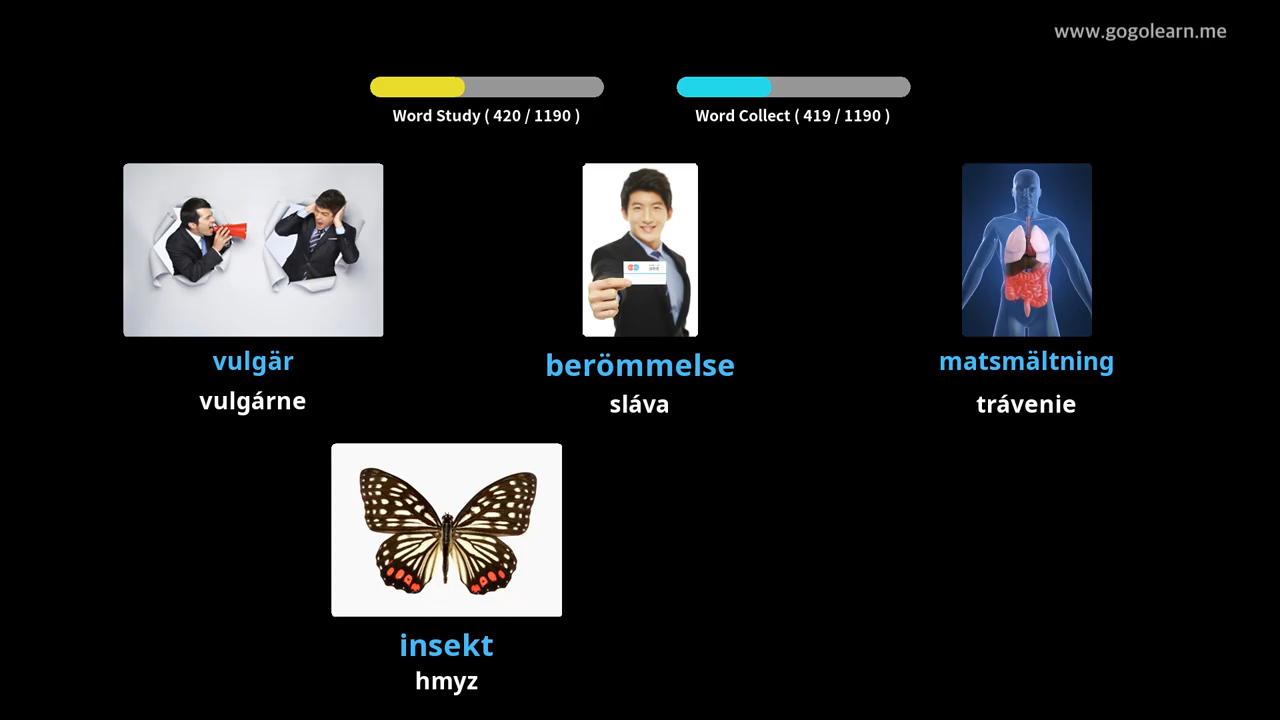 www.gogolearn.me
Word Study ( 420 / 1190 )
Word Collect ( 419 / 1190 )
vulgär
vulgárne
berömmelse
sláva
matsmältning
trávenie
insekt
hmyz